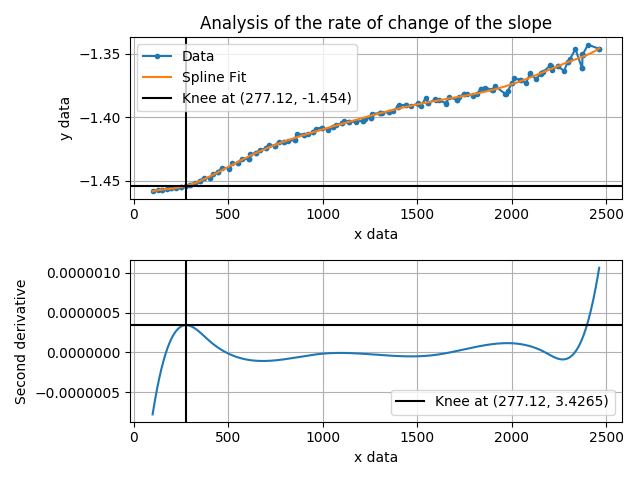 Analysis of the rate of change of the slope
Data
Spline Fit
Knee at (277.12, -1.454)
y data
−1.35
−1.40
−1.45
0 500 1000 1500 2000 2500
x data
Second derivative
0.0000010
0.0000005
0.0000000
−0.0000005
Knee at (277.12, 3.4265)
0 500 1000 1500 2000 2500
x data